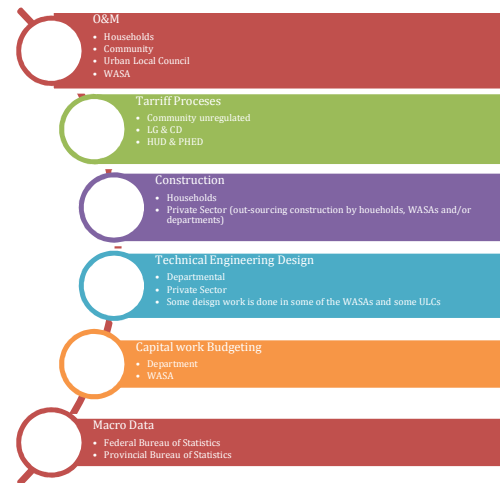 O&M
• Households
• Community
• Urban Local Council
• WASA
Tarriff Proceses
• Community unregulated
• LG & CD
• HUD & PHED
Construction
• Households
• Private Sector (out-sourcing construction by houeholds, WASAs and/or
departments)
Technical Engineering Design
• Departmental
• Private Sector
• Some deisgn work is done in some of the WASAs and some ULCs
Capital work Budgeting
• Department
• WASA
Macro Data
• Federal Bureau of Statistics
• Provincial Bureau of Statistics